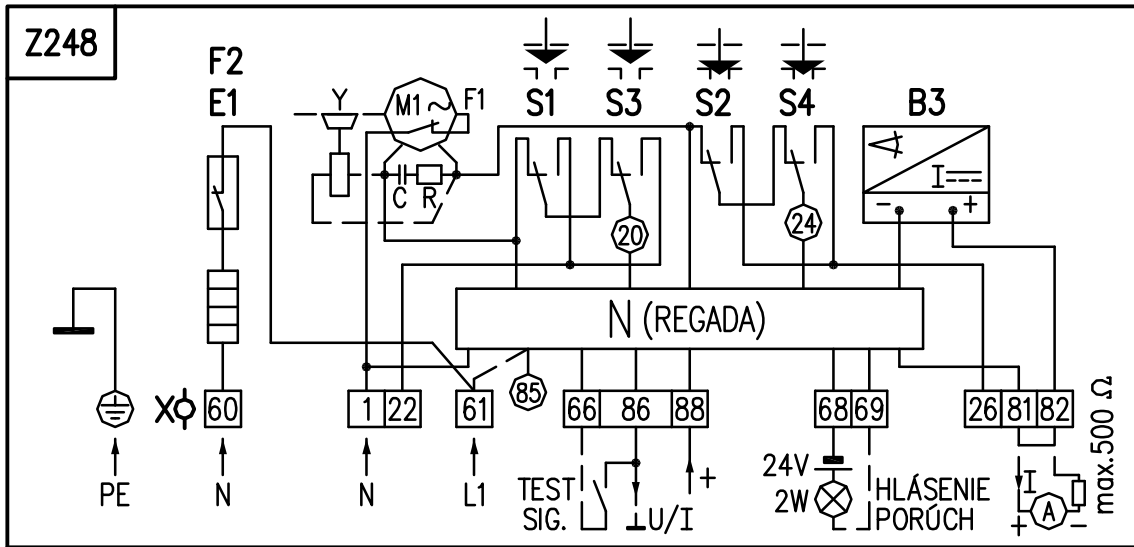 Z248
F2
E1
Y
M1 ~
F1
S1
S3
S2
S4
B3
C
R
20
24
I
-
+
N (REGADA)
85
X
60
1
22
61
66
86
88
68
69
26
81
82
PE
N
N
L1
TEST
SIG.
U/I
+
24V
2W
HLÁSENIE
PORÚCH
I
A
+
-
max.500 Ω